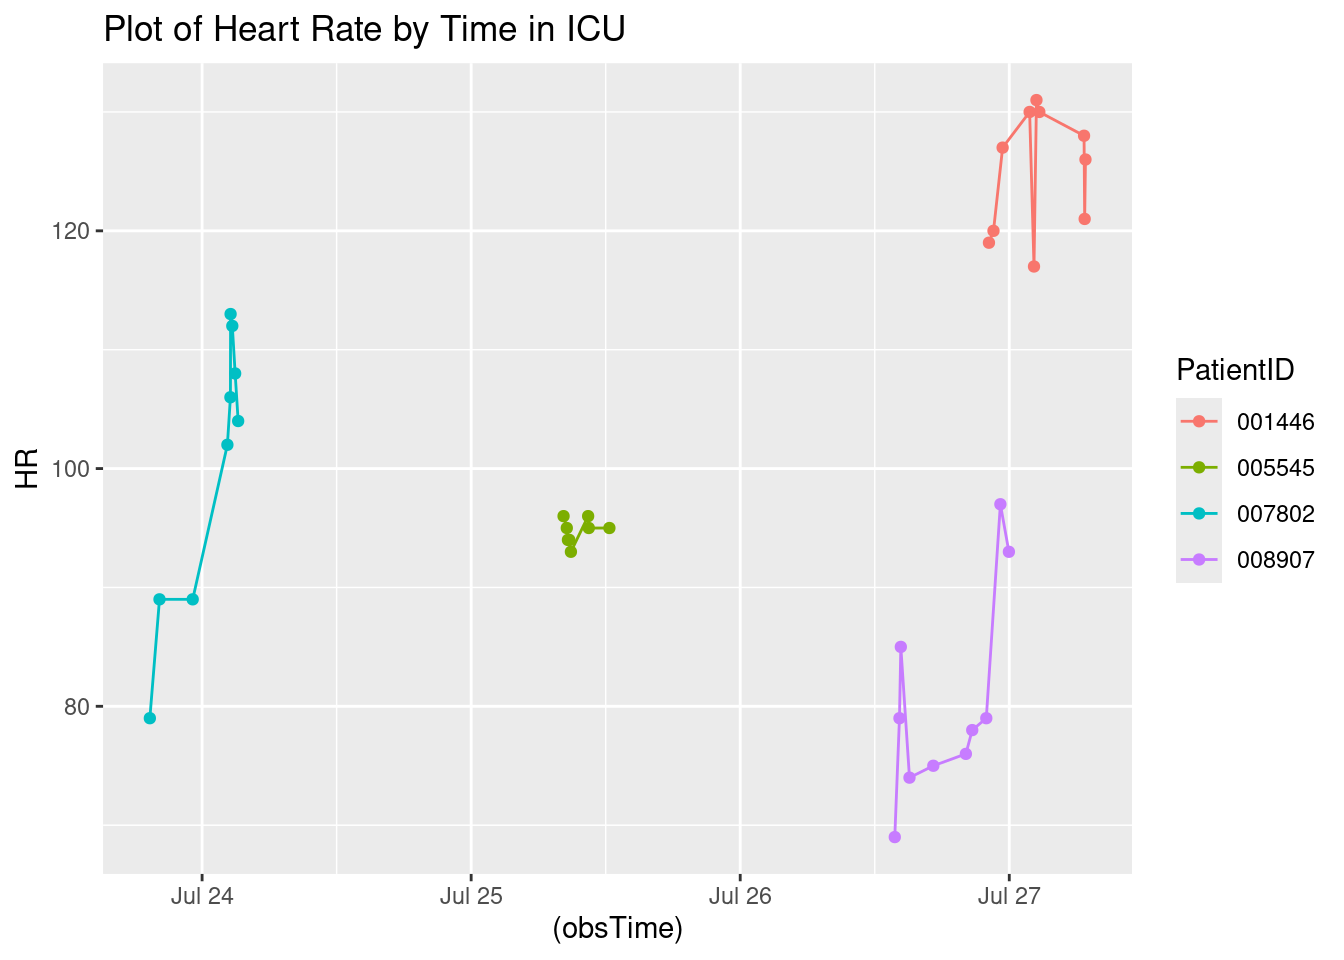 Plot of Heart Rate by Time in ICU
120
100
80
HR
Jul 24
Jul 25
Jul 26
Jul 27
(obsTime)
PatientID
001446
005545
007802
008907